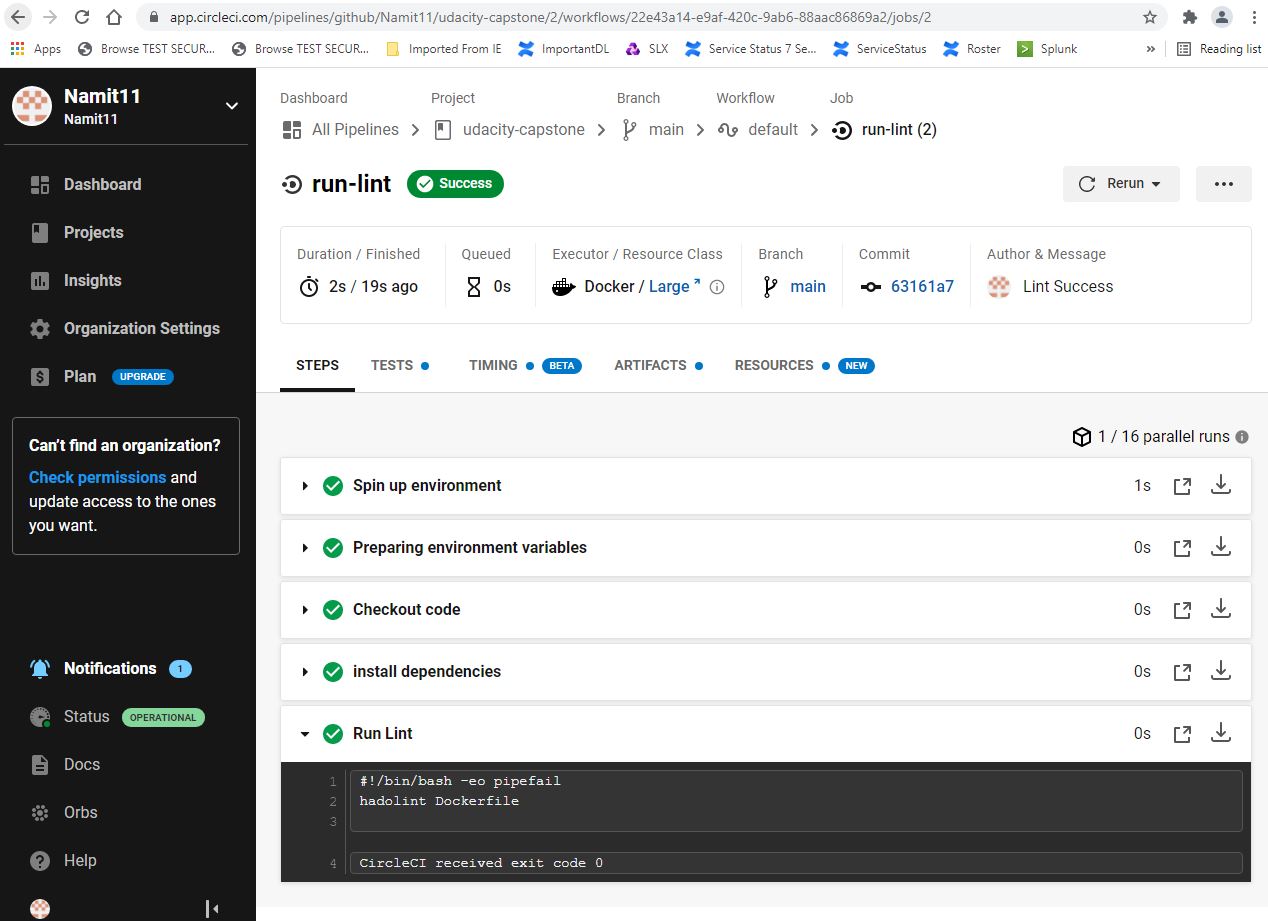 app.circleci.com/pipelines/github/Namit11/udacity-capstone/2/workflows/22e43a14-e9af-420c-9ab6-88aac86869a2/jobs/2
Apps Browse TEST SECUR... Browse TEST SECUR... Imported From IE ImportantDL SLX Service Status 7 Se... ServiceStatus Roster Splunk » Reading list
Namit11
Namit11
Dashboard
Projects
Insights
Organization Settings
Plan UPGRADE
Can't find an organization?
Check permissions and
update access to the ones
you want.
Notifications 1
Status OPERATIONAL
Docs
Orbs
Help
Dashboard Project Branch Workflow Job
All Pipelines udacity-capstone main default run-lint (2)
run-lint Success Rerun
Duration / Finished Queued Executor / Resource Class Branch Commit Author & Message
2s / 19s ago 0s Docker / Large main 63161a7 Lint Success
STEPS TESTS TIMING BETA ARTIFACTS RESOURCES NEW
1 / 16 parallel runs
Spin up environment 1s
Preparing environment variables 0s
Checkout code 0s
install dependencies 0s
Run Lint 0s
1 #!/bin/bash -eo pipefail
2 hadolint Dockerfile
3
4 CircleCI received exit code 0